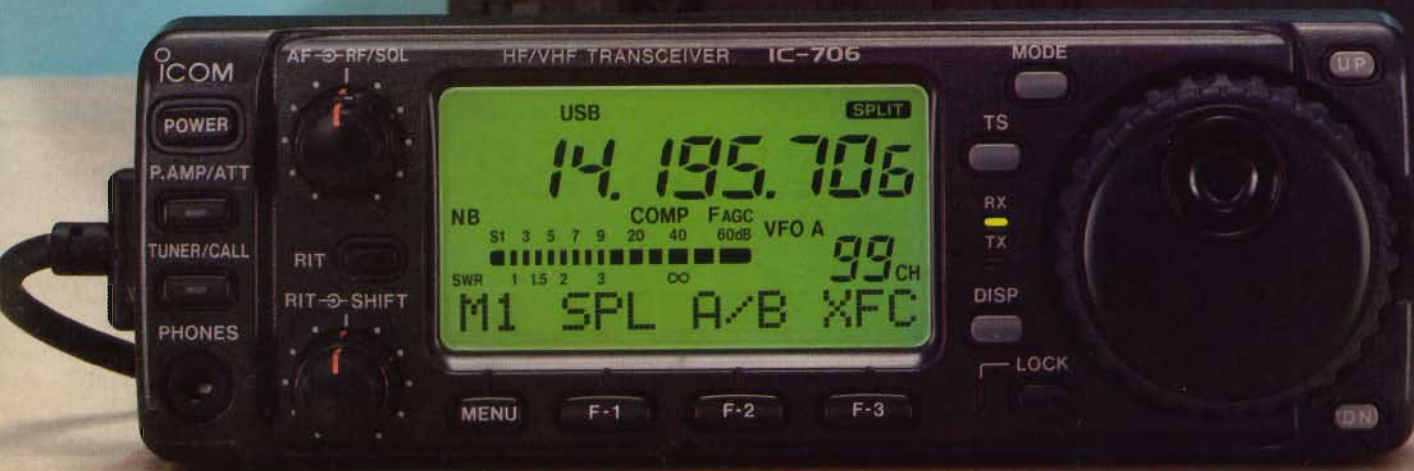 ICOM
POWER
P.AMP/ATT
TUNER/CALL
PHONES
AF RF/SQL
RIT
RIT SHIFT
HF/VHF TRANSCEIVER IC-706
USB SPLIT
14.195.706
NB COMP FAGC VFO A
S1 3 5 7 9 20 40 60dB
99 CH
SWR 1 1.5 2 3 ∞
M1 SPL A/B XFC
MENU F-1 F-2 F-3
MODE
TS
RX
TX
DISP
LOCK
UP
DN